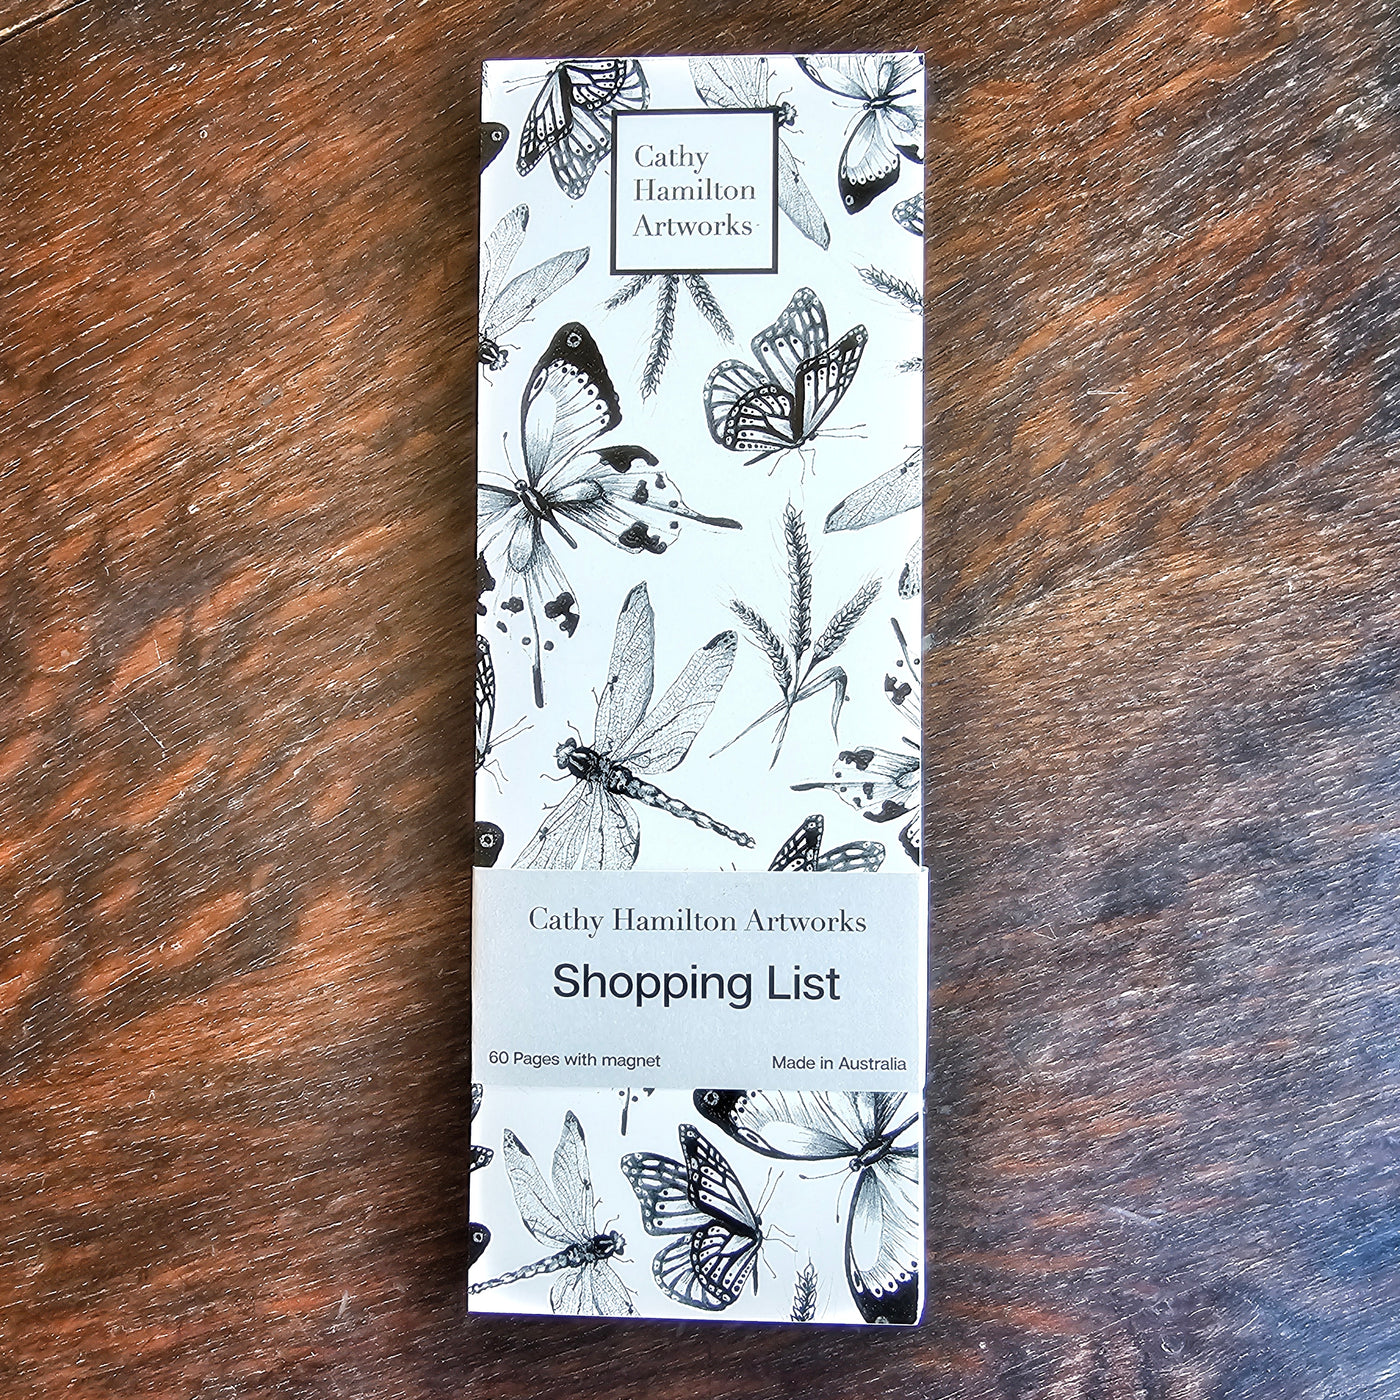 Cathy
Hamilton
Artworks
Cathy Hamilton Artworks
Shopping List
60 Pages with magnet
Made in Australia